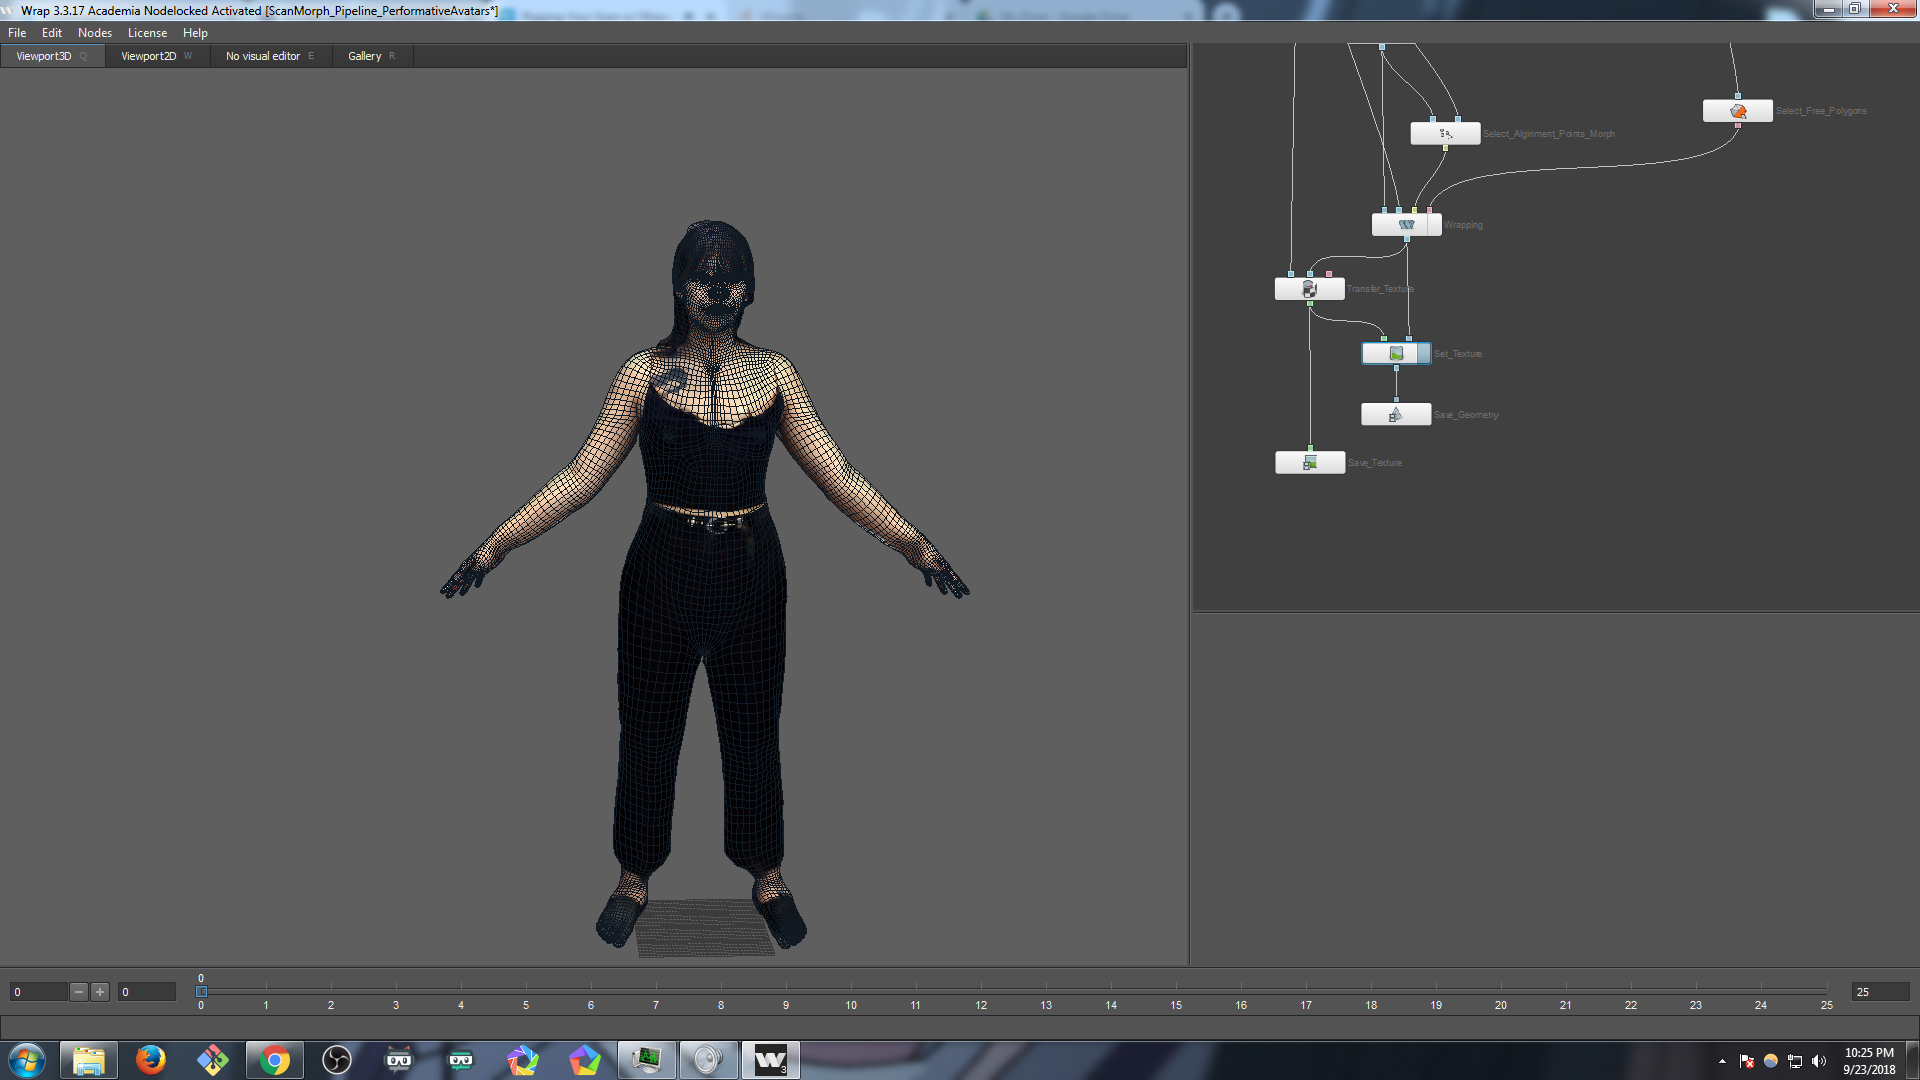 Wrap 3.3.17 Academia Nodelocked Activated [ScanMorph_Pipeline_PerformativeAvatars*]
File Edit Nodes License Help
Viewport3D Q Viewport2D W No visual editor E Gallery R
Select_Free_Polygons
Select_Alginment_Points_Morph
Wrapping
Transfer_Texture
Set_Texture
Save_Geometry
Save_Texture
0
0 0 25
0 1 2 3 4 5 6 7 8 9 10 11 12 13 14 15 16 17 18 19 20 21 22 23 24 25
W 3
10:25 PM
9/23/2018